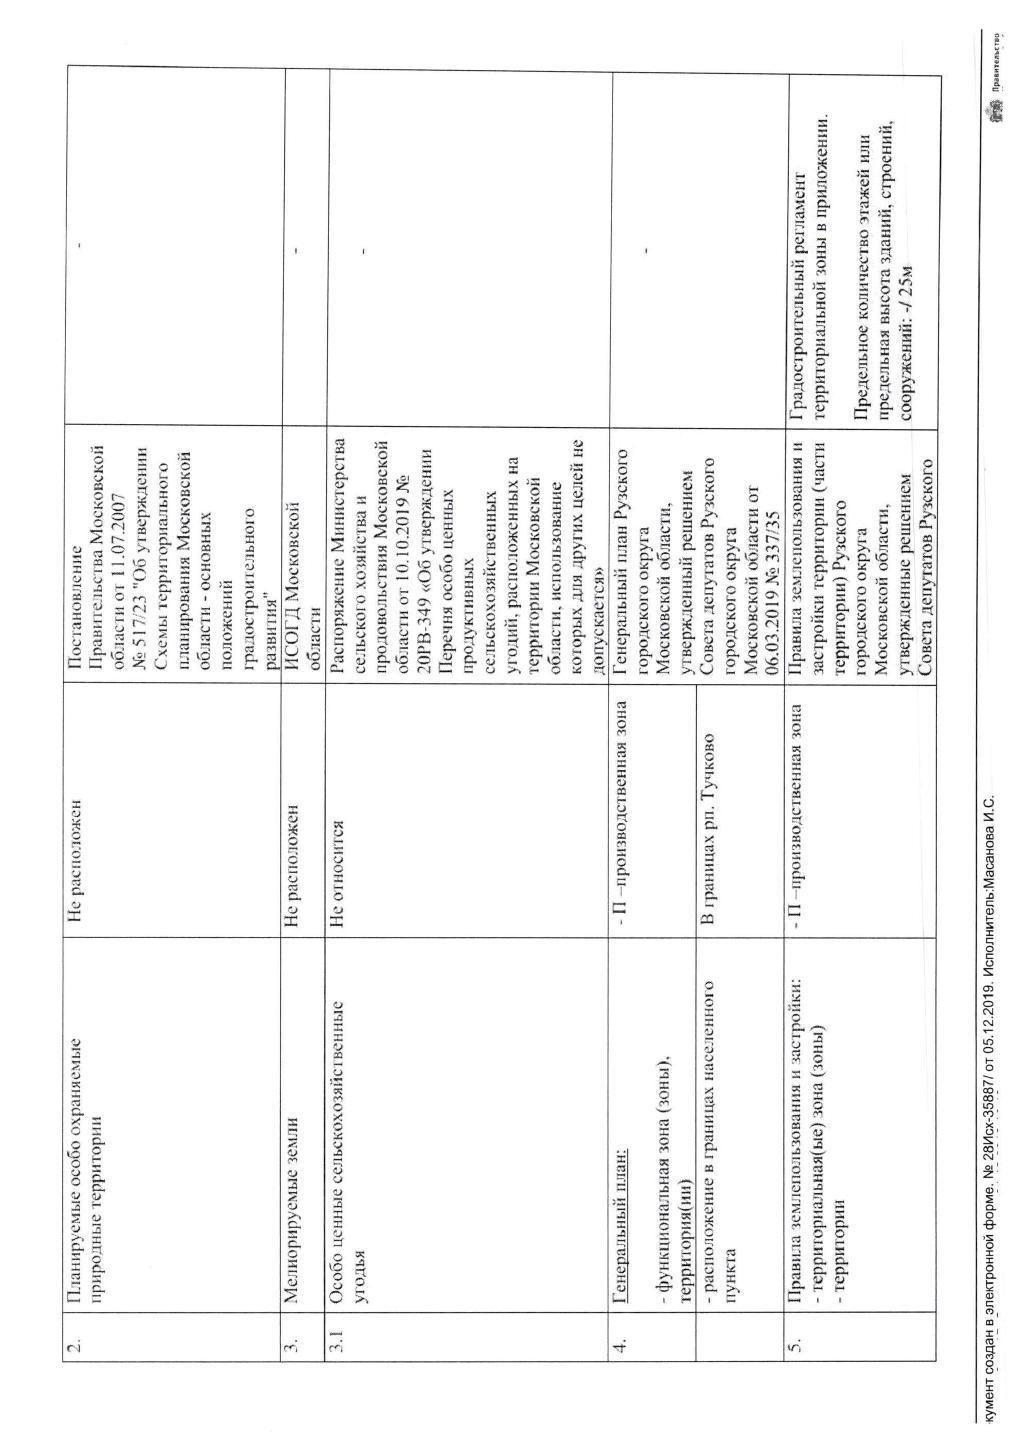 2.
Планируемые особо охраняемые
природные территории
Не расположен
Постановление
Правительства Московской
области от 11.07.2007
№ 517/23 "Об утверждении
Схемы территориального
планирования Московской
области - основных
положений
градостроительного
развития"
-
3.
Мелиорируемые земли
Не расположен
ИСОГД Московской
области
-
3.1
Особо ценные сельскохозяйственные
угодья
Не относится
Распоряжение Министерства
сельского хозяйства и
продовольствия Московской
области от 10.10.2019 №
20РВ-349 «Об утверждении
Перечня особо ценных
продуктивных
сельскохозяйственных
угодий, расположенных на
территории Московской
области, использование
которых для других целей не
допускается»
-
4.
Генеральный план:
- функциональная зона (зоны),
территория(ии)
- П –производственная зона
Генеральный план Рузского
городского округа
Московской области,
утвержденный решением
Совета депутатов Рузского
городского округа
Московской области от
06.03.2019 № 337/35
-
- расположение в границах населенного
пункта
В границах рп. Тучково
5.
Правила землепользования и застройки:
- территориальная(ые) зона (зоны)
- территории
- П –производственная зона
Правила землепользования и
застройки территории (части
территории) Рузского
городского округа
Московской области,
утвержденные решением
Совета депутатов Рузского
Градостроительный регламент
территориальной зоны в приложении.
Предельное количество этажей или
предельная высота зданий, строений,
сооружений: -/ 25м
кумент создан в электронной форме. № 28Исх-35887/ от 05.12.2019. Исполнитель:Масанова И.С.
Правительство